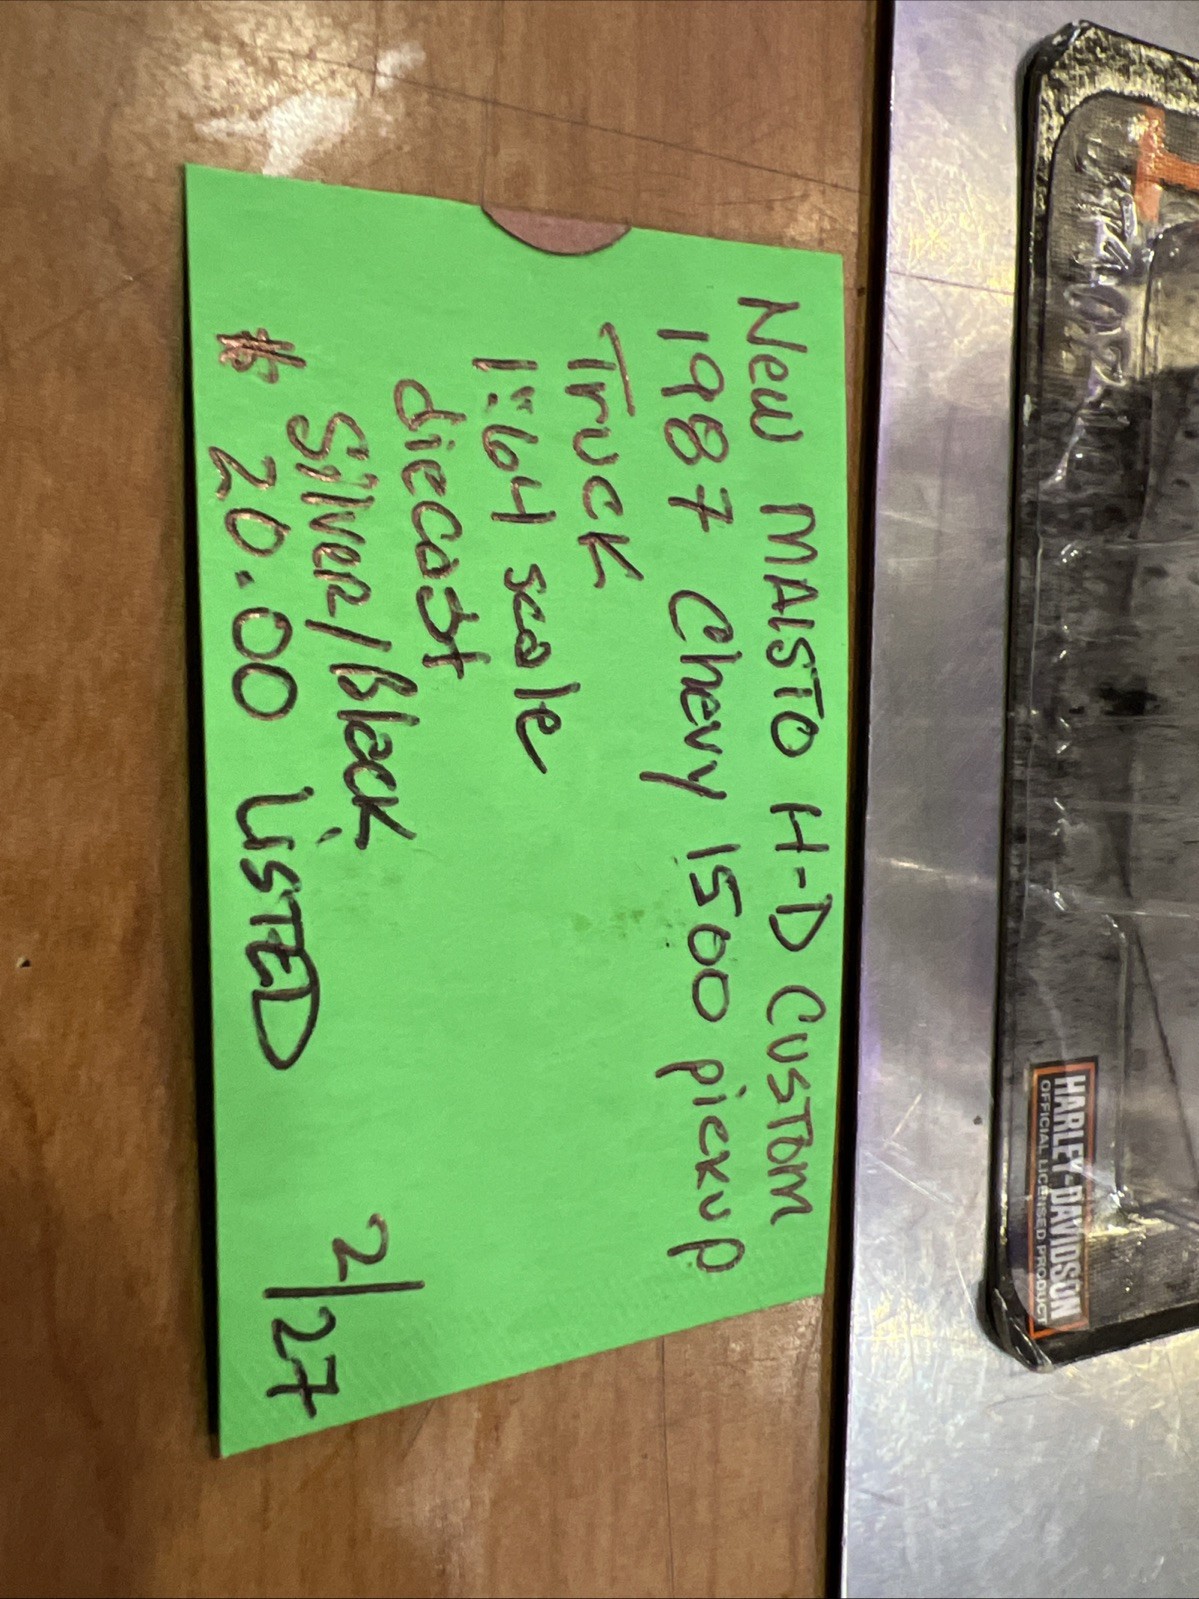 New MAISTO H-D CUSTOM
1987 Chevy 1500 pickup
Truck
1:64 scale
diecast
Silver/Black
$ 20.00 LiSTED
2/27
HARLEY-DAVIDSON
OFFICIAL LICENSED PRODUCT